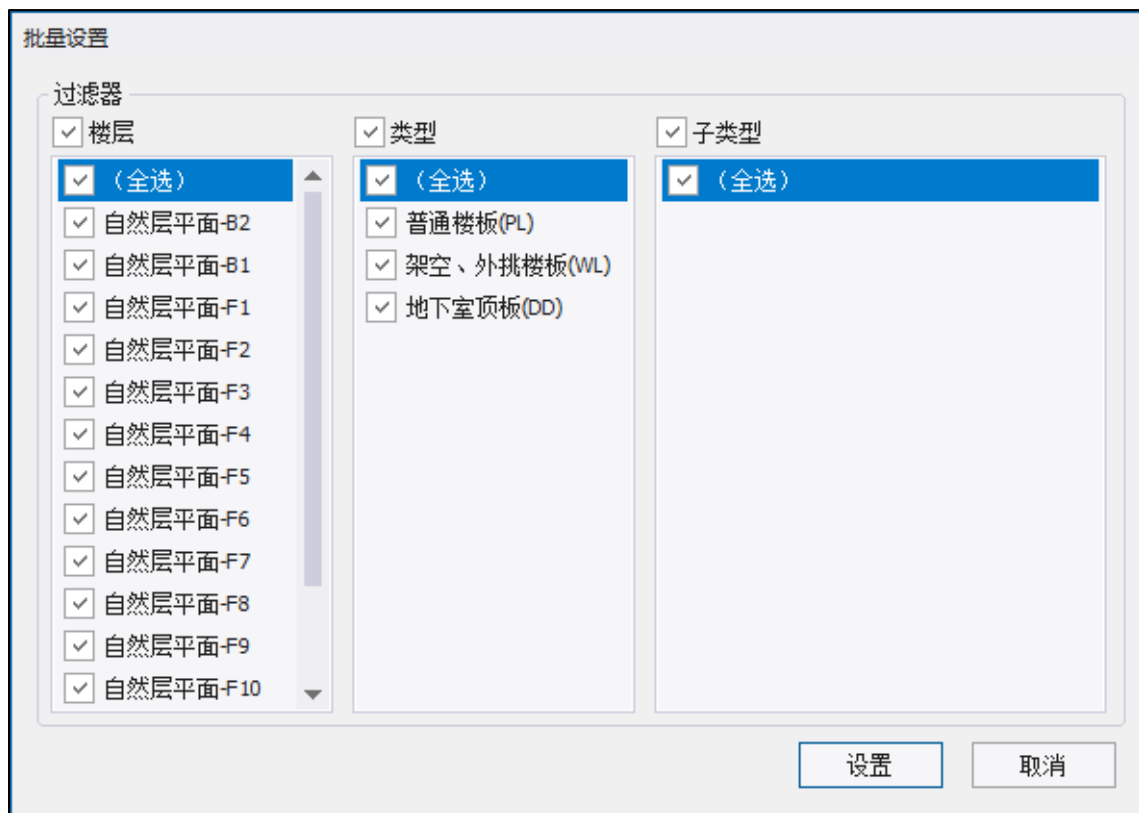 批量设置
过滤器
楼层
(全选)
自然层平面-B2
自然层平面-B1
自然层平面-F1
自然层平面-F2
自然层平面-F3
自然层平面-F4
自然层平面-F5
自然层平面-F6
自然层平面-F7
自然层平面-F8
自然层平面-F9
自然层平面-F10
类型
(全选)
普通楼板(PL)
架空、外挑楼板(WL)
地下室顶板(DD)
子类型
(全选)
设置
取消